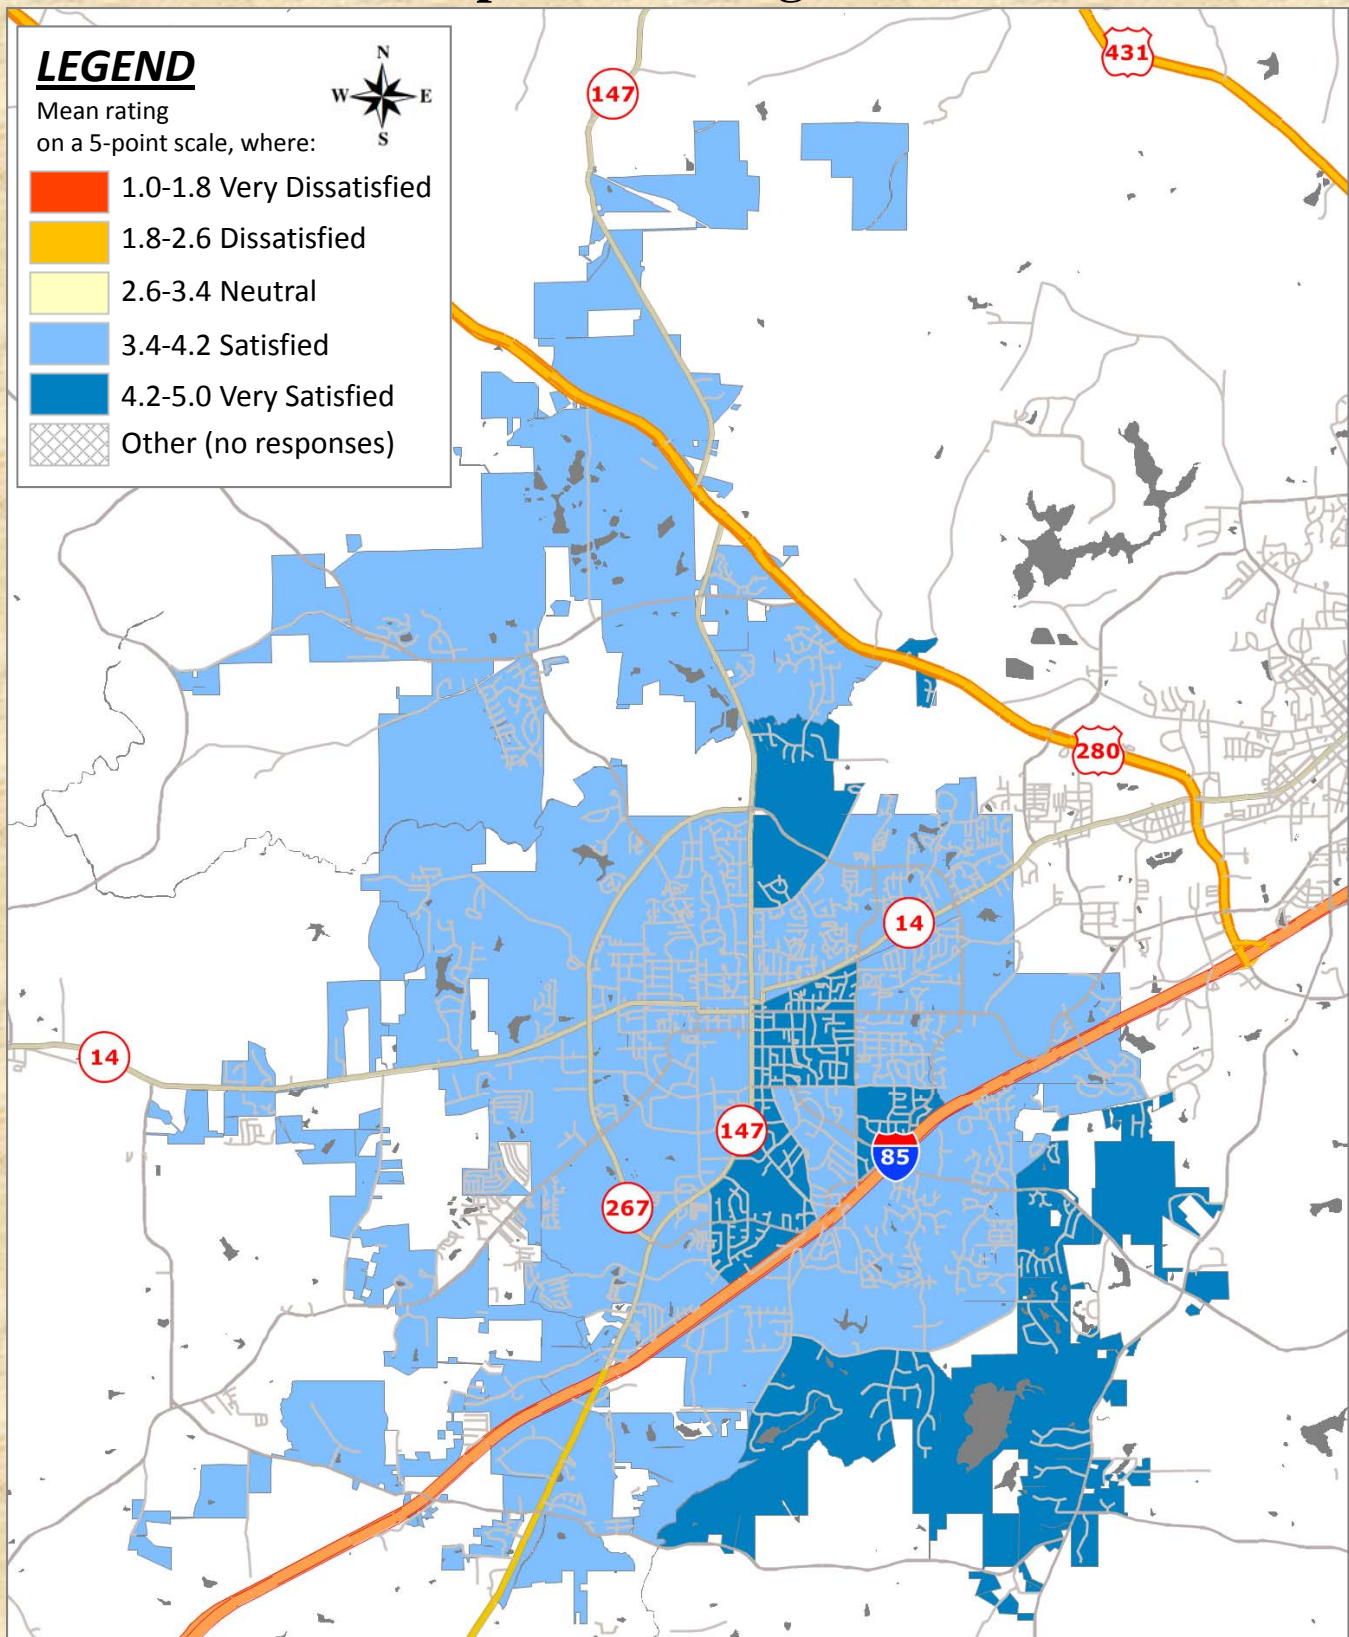 LEGEND
N
W E
S
Mean rating
on a 5-point scale, where:
1.0-1.8 Very Dissatisfied
1.8-2.6 Dissatisfied
2.6-3.4 Neutral
3.4-4.2 Satisfied
4.2-5.0 Very Satisfied
Other (no responses)
431
147
280
14
14
147
85
267